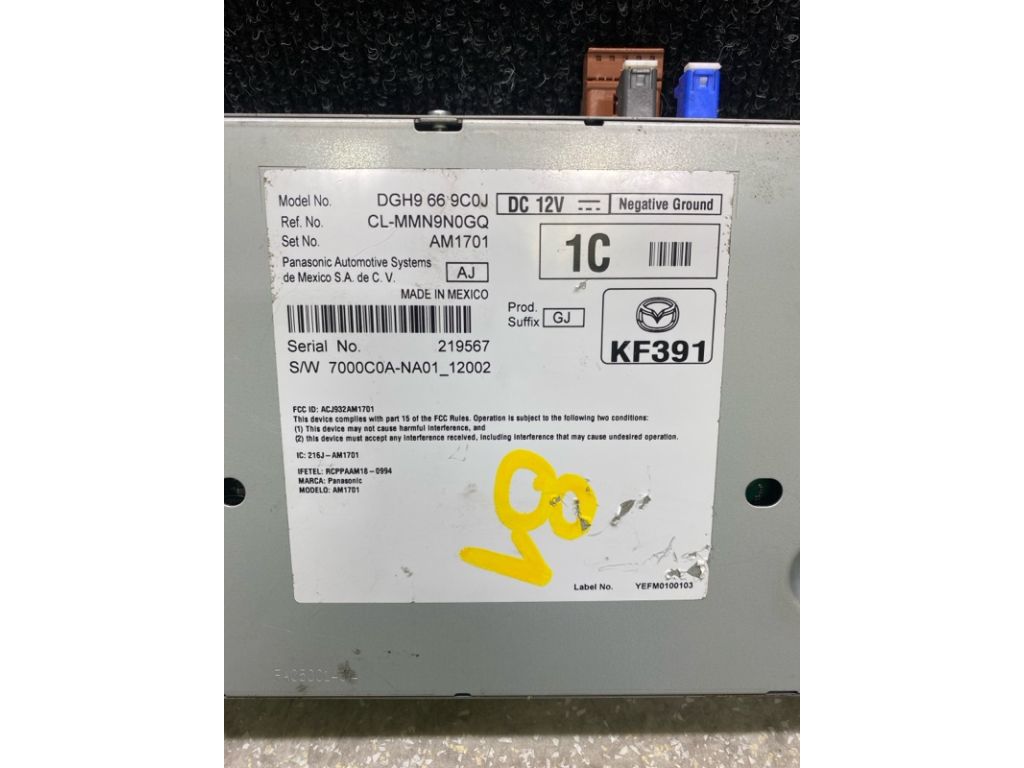 Model No. DGH9 66 9C0J DC 12V Negative Ground
Ref. No. CL-MMN9N0GQ
Set No. AM1701 1C
Panasonic Automotive Systems
de Mexico S.A. de C. V. AJ
MADE IN MEXICO
Prod.
Suffix GJ
KF391
Serial No. 219567
S/W 7000C0A-NA01_12002
FCC ID: ACJ932AM1701
This device complies with part 15 of the FCC Rules. Operation is subject to the following two conditions:
(1) This device may not cause harmful interference, and
(2) this device must accept any interference received, including interference that may cause undesired operation.
IC: 216J-AM1701
IFETEL: RCPPAAM18-0994
MARCA: Panasonic
MODELO: AM1701
V8
Label No. YEFM0100103